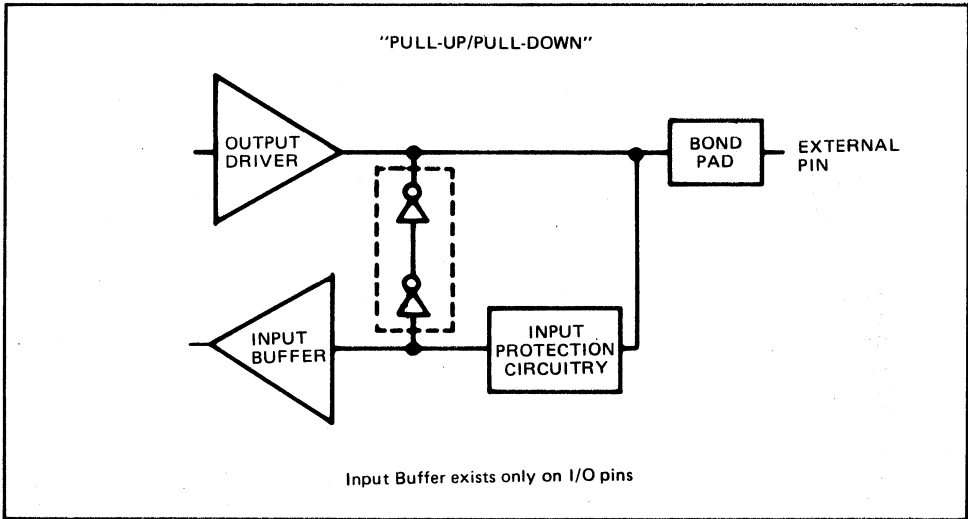 "PULL-UP/PULL-DOWN"
OUTPUT
DRIVER
BOND
PAD
EXTERNAL
PIN
INPUT
BUFFER
INPUT
PROTECTION
CIRCUITRY
Input Buffer exists only on I/O pins